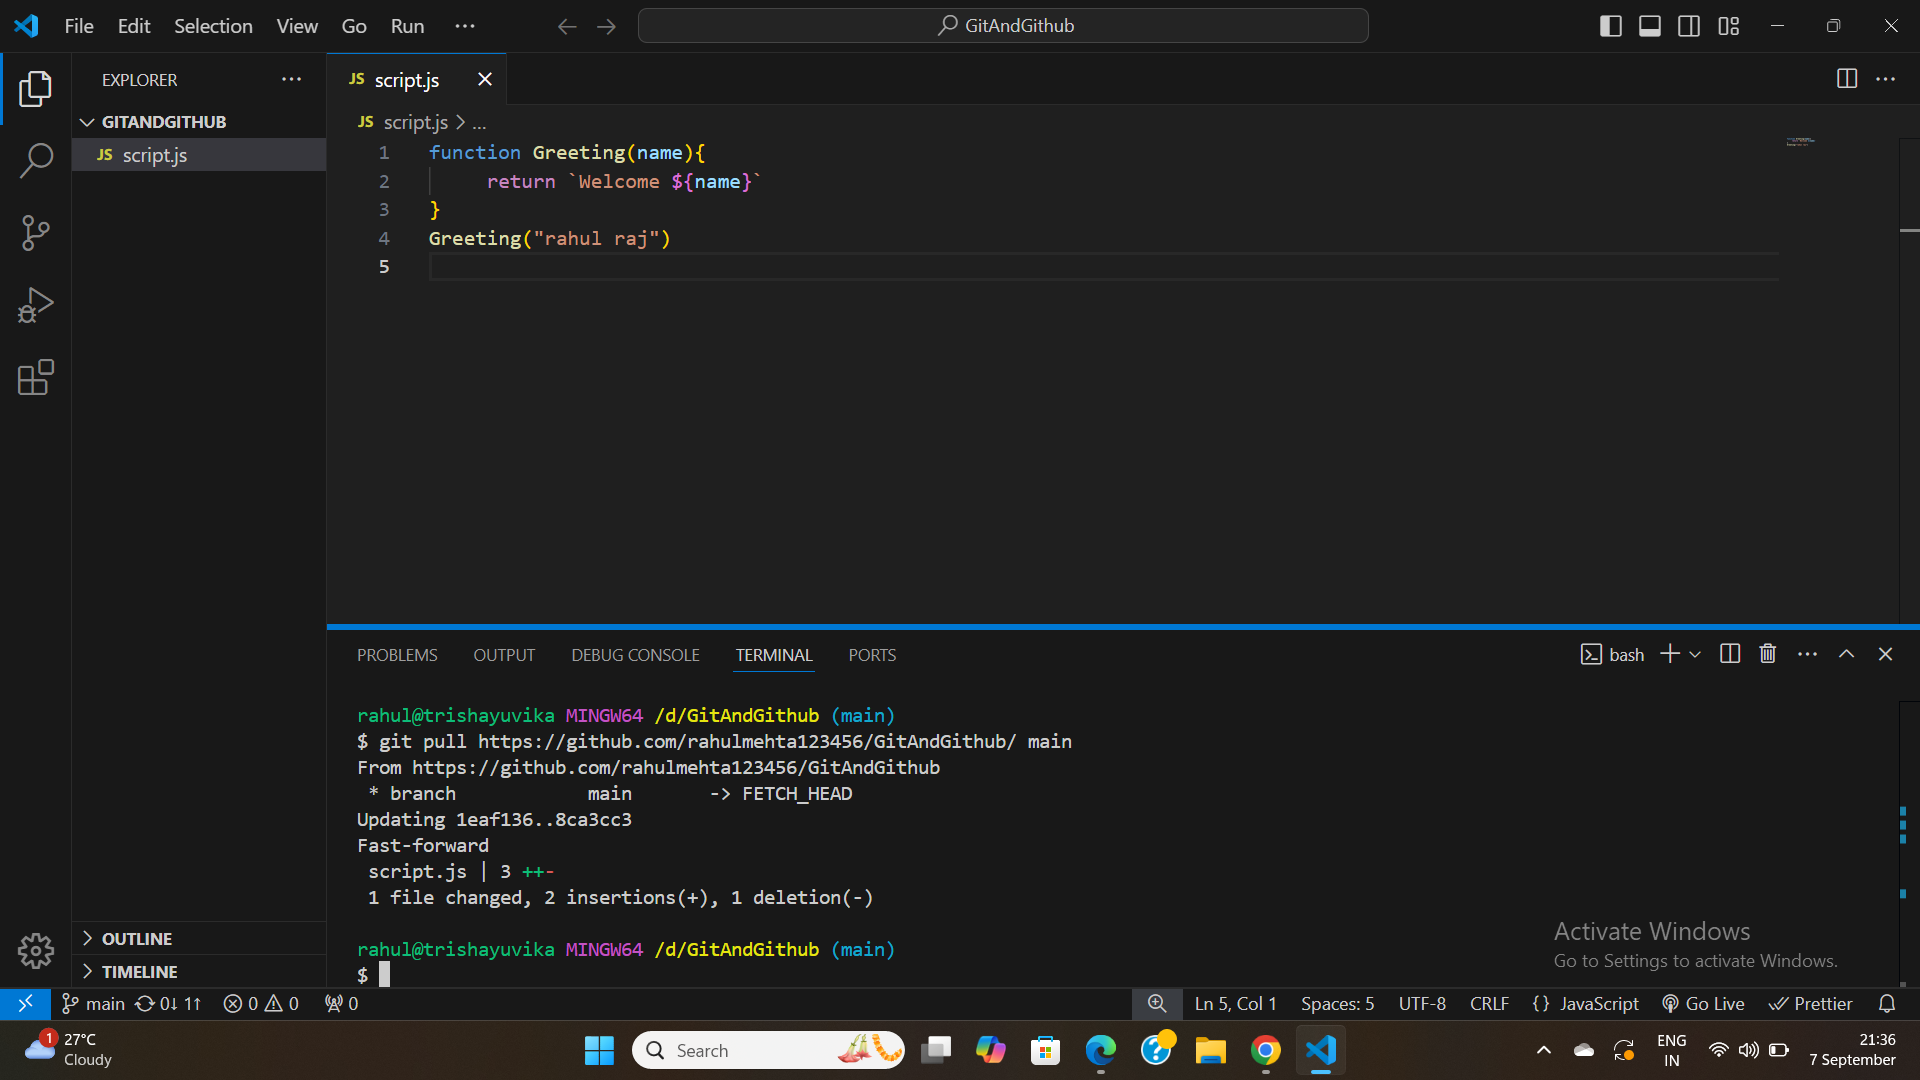 File Edit Selection View Go Run ···
GitAndGithub
EXPLORER
GITANDGITHUB
JS script.js
JS script.js
JS script.js > ...
1 function Greeting(name){
2 return `Welcome ${name}`
3 }
4 Greeting("rahul raj")
5
PROBLEMS OUTPUT DEBUG CONSOLE TERMINAL PORTS
bash
rahul@trishayuvika MINGW64 /d/GitAndGithub (main)
$ git pull https://github.com/rahulmehta123456/GitAndGithub/ main
From https://github.com/rahulmehta123456/GitAndGithub
* branch main -> FETCH_HEAD
Updating 1eaf136..8ca3cc3
Fast-forward
script.js | 3 ++-
1 file changed, 2 insertions(+), 1 deletion(-)
rahul@trishayuvika MINGW64 /d/GitAndGithub (main)
$
OUTLINE
TIMELINE
Activate Windows
Go to Settings to activate Windows.
main 0↓ 1↑ 0 0 0
Ln 5, Col 1 Spaces: 5 UTF-8 CRLF {} JavaScript Go Live Prettier
1
27°C
Cloudy
Search
ENG
IN
21:36
7 September